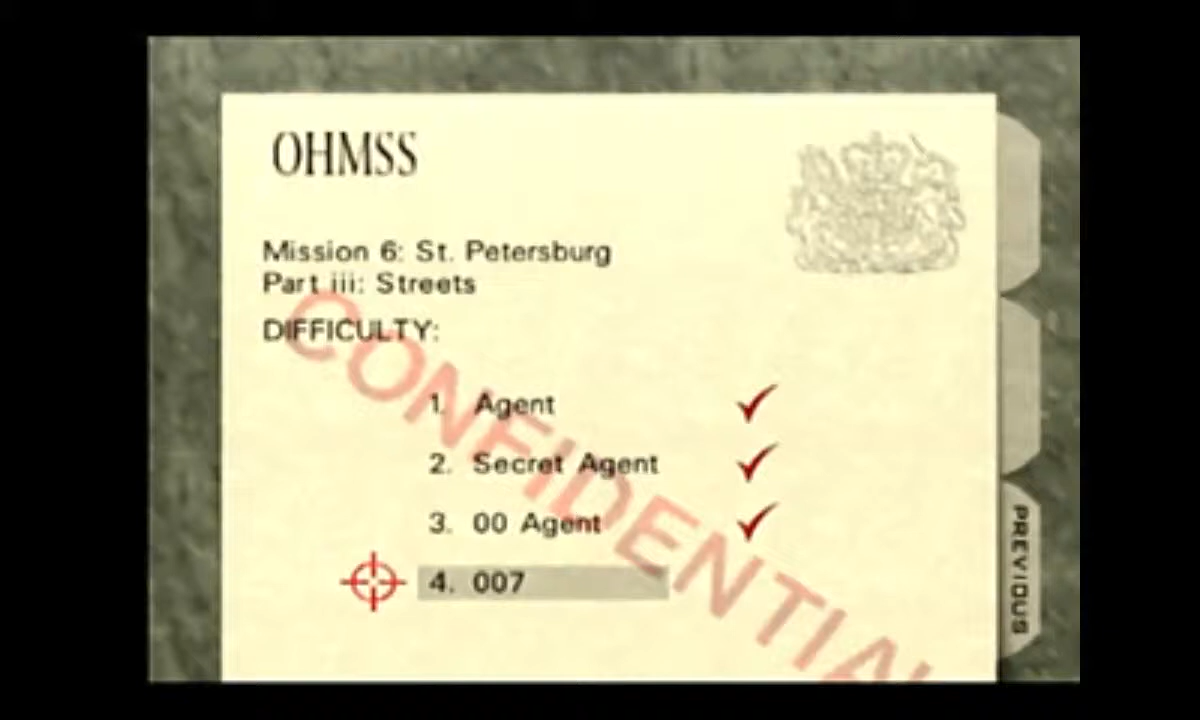 OHMSS
Mission 6: St. Petersburg
Part iii: Streets
DIFFICULTY:
1. Agent
2. Secret Agent
3. 00 Agent
4. 007
CONFIDENTIAL
PREVIOUS